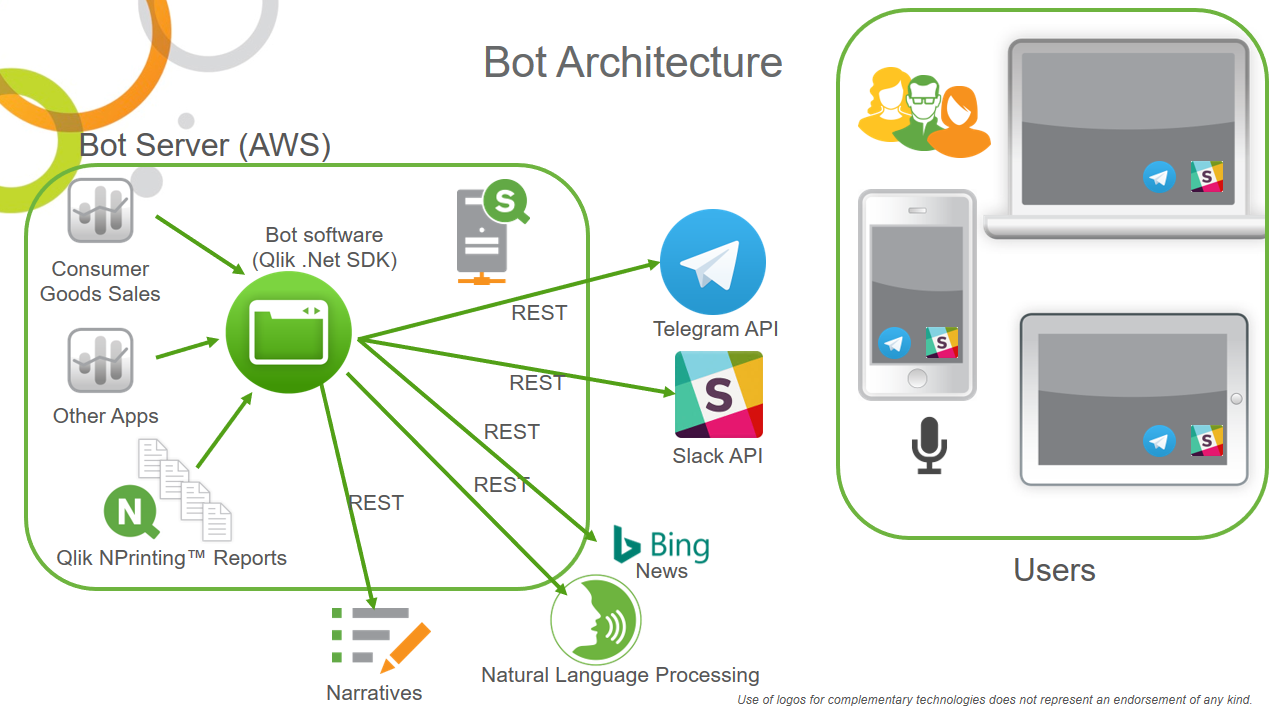 Bot Architecture
Bot Server (AWS)
S
Bot software
(Qlik .Net SDK)
Consumer
Goods Sales
Other Apps
N
Qlik NPrinting™ Reports
REST
Telegram API
REST
S
Slack API
REST
REST
REST
Bing
News
Natural Language Processing
Narratives
S
S
S
Users
Use of logos for complementary technologies does not represent an endorsement of any kind.